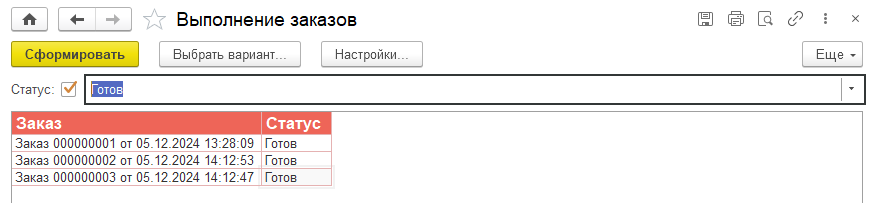 Выполнение заказов
Сформировать Выбрать вариант... Настройки... Еще
Статус: Готов
Заказ Статус
Заказ 000000001 от 05.12.2024 13:28:09 Готов
Заказ 000000002 от 05.12.2024 14:12:53 Готов
Заказ 000000003 от 05.12.2024 14:12:47 Готов